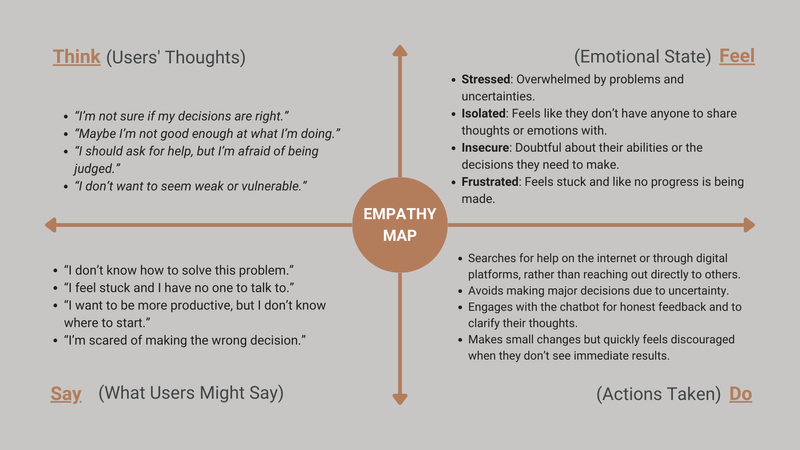 Think (Users' Thoughts)
• “I’m not sure if my decisions are right.”
• “Maybe I’m not good enough at what I’m doing.”
• “I should ask for help, but I’m afraid of being
judged.”
• “I don’t want to seem weak or vulnerable.”
(Emotional State) Feel
• Stressed: Overwhelmed by problems and
uncertainties.
• Isolated: Feels like they don’t have anyone to share
thoughts or emotions with.
• Insecure: Doubtful about their abilities or the
decisions they need to make.
• Frustrated: Feels stuck and like no progress is being
made.
EMPATHY
MAP
• “I don’t know how to solve this problem.”
• “I feel stuck and I have no one to talk to.”
• “I want to be more productive, but I don’t know
where to start.”
• “I’m scared of making the wrong decision.”
Say (What Users Might Say)
• Searches for help on the internet or through digital
platforms, rather than reaching out directly to others.
• Avoids making major decisions due to uncertainty.
• Engages with the chatbot for honest feedback and to
clarify their thoughts.
• Makes small changes but quickly feels discouraged
when they don’t see immediate results.
(Actions Taken) Do